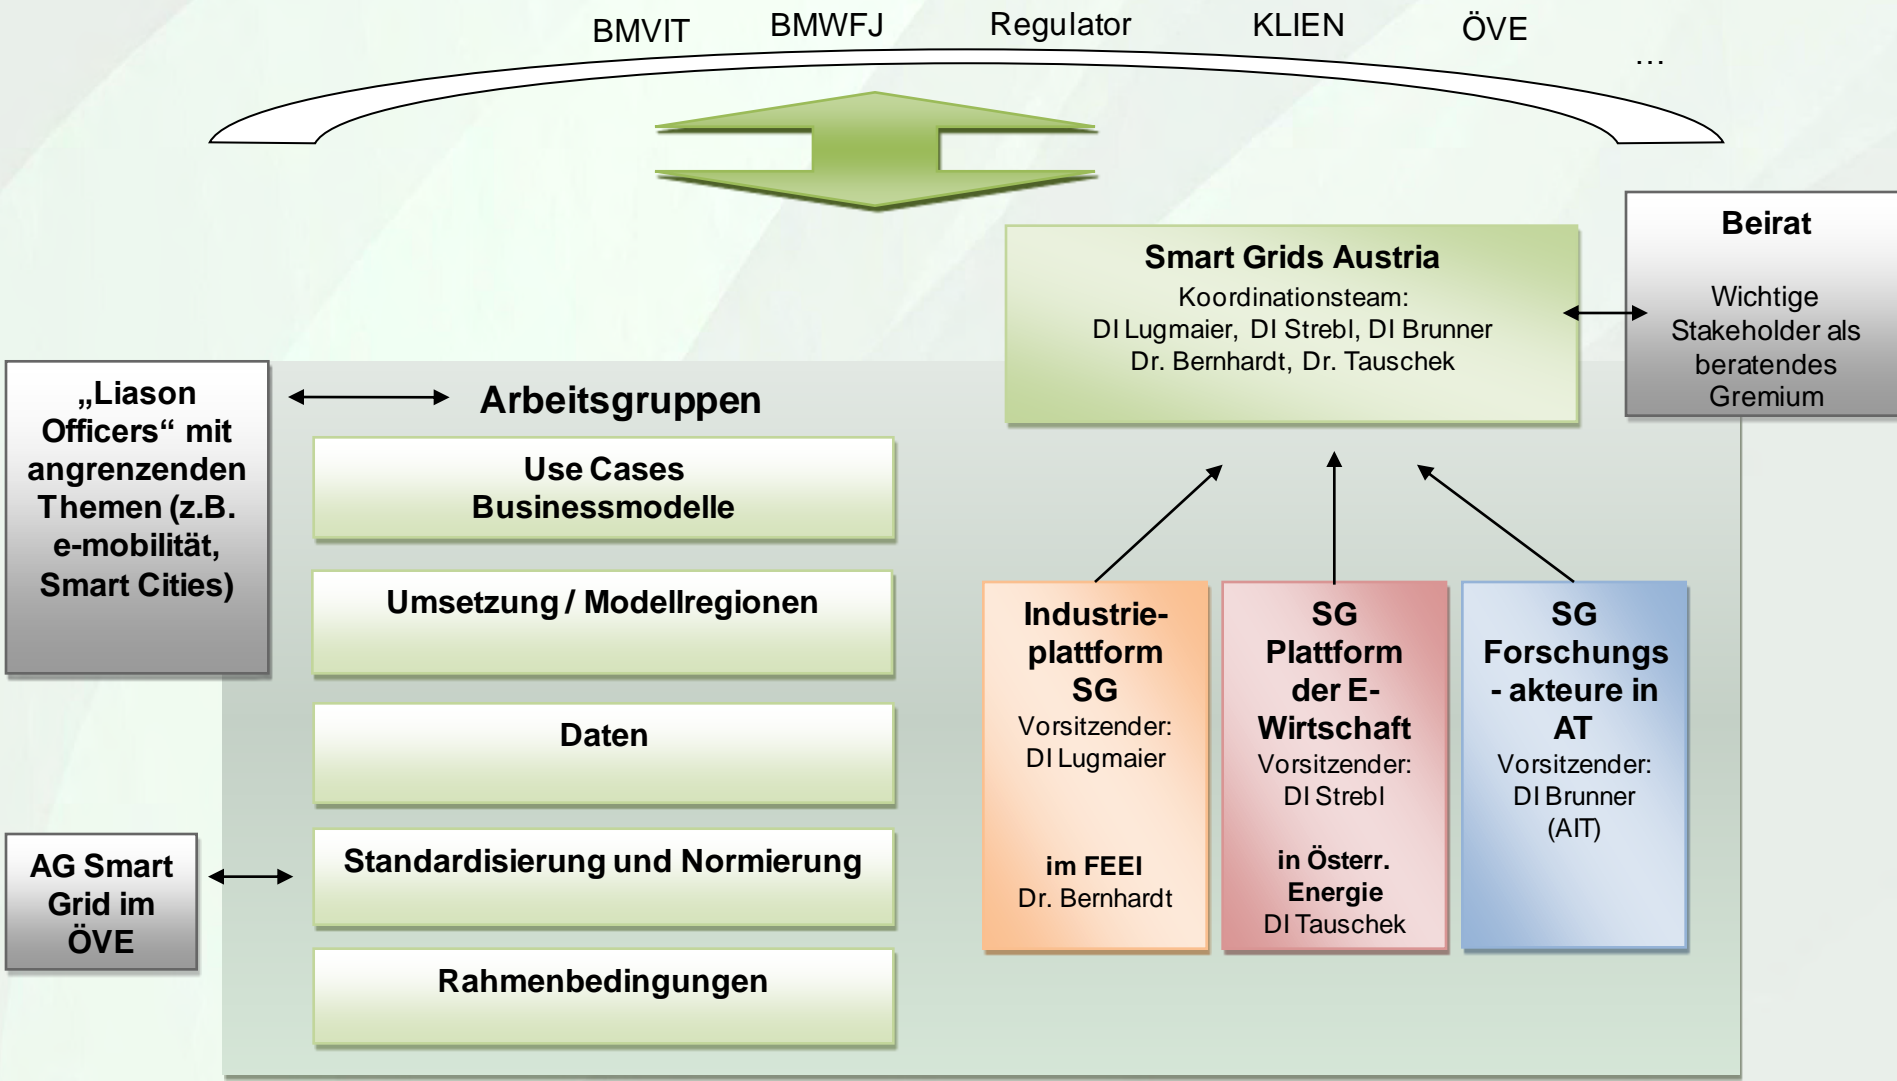 BMVIT
BMWFJ
Regulator
KLIEN
ÖVE
...
Beirat
Wichtige
Stakeholder als
beratendes
Gremium
Smart Grids Austria
Koordinationsteam:
DI Lugmaier, DI Strebl, DI Brunner
Dr. Bernhardt, Dr. Tauschek
„Liason
Officers“ mit
angrenzenden
Themen (z.B.
e-mobilität,
Smart Cities)
Arbeitsgruppen
Use Cases
Businessmodelle
Umsetzung / Modellregionen
Daten
Standardisierung und Normierung
Rahmenbedingungen
AG Smart
Grid im
ÖVE
Industrie-
plattform
SG
Vorsitzender:
DI Lugmaier
im FEEI
Dr. Bernhardt
SG
Plattform
der E-
Wirtschaft
Vorsitzender:
DI Strebl
in Österr.
Energie
DI Tauschek
SG
Forschungs
- akteure in
AT
Vorsitzender:
DI Brunner
(AIT)